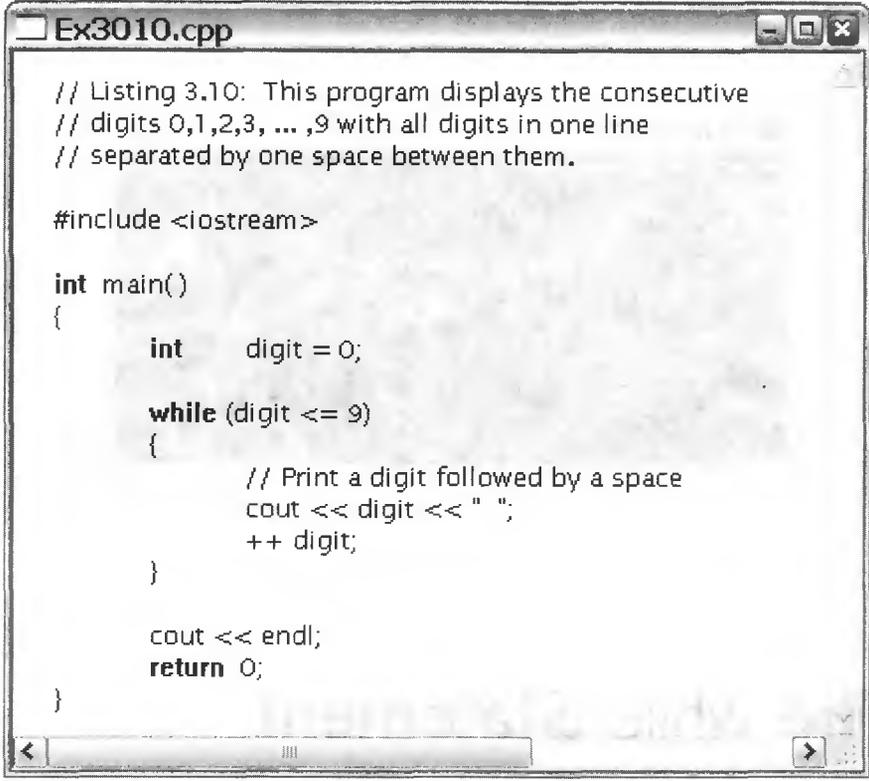 Ex3010.cpp
// Listing 3.10: This program displays the consecutive
// digits 0,1,2,3, ... ,9 with all digits in one line
// separated by one space between them.
#include <iostream>
int main()
{
int digit = 0;
while (digit <= 9)
{
// Print a digit followed by a space
cout << digit << " ";
++ digit;
}
cout << endl;
return 0;
}